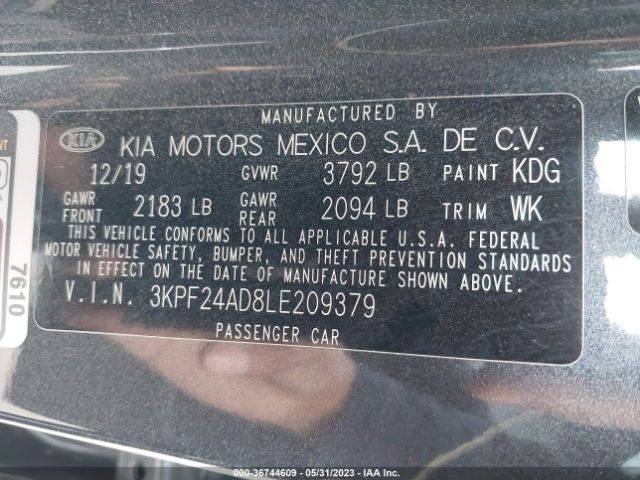 MANUFACTURED BY
KIA KIA MOTORS MEXICO S.A. DE C.V.
12/19 GVWR 3792 LB PAINT KDG
GAWR FRONT 2183 LB GAWR REAR 2094 LB TRIM WK
THIS VEHICLE CONFORMS TO ALL APPLICABLE U.S.A. FEDERAL
MOTOR VEHICLE SAFETY, BUMPER, AND THEFT PREVENTION STANDARDS
IN EFFECT ON THE DATE OF MANUFACTURE SHOWN ABOVE.
V.I.N. 3KPF24AD8LE209379
PASSENGER CAR
7610
000-36744609 - 05/31/2023 - IAA Inc.